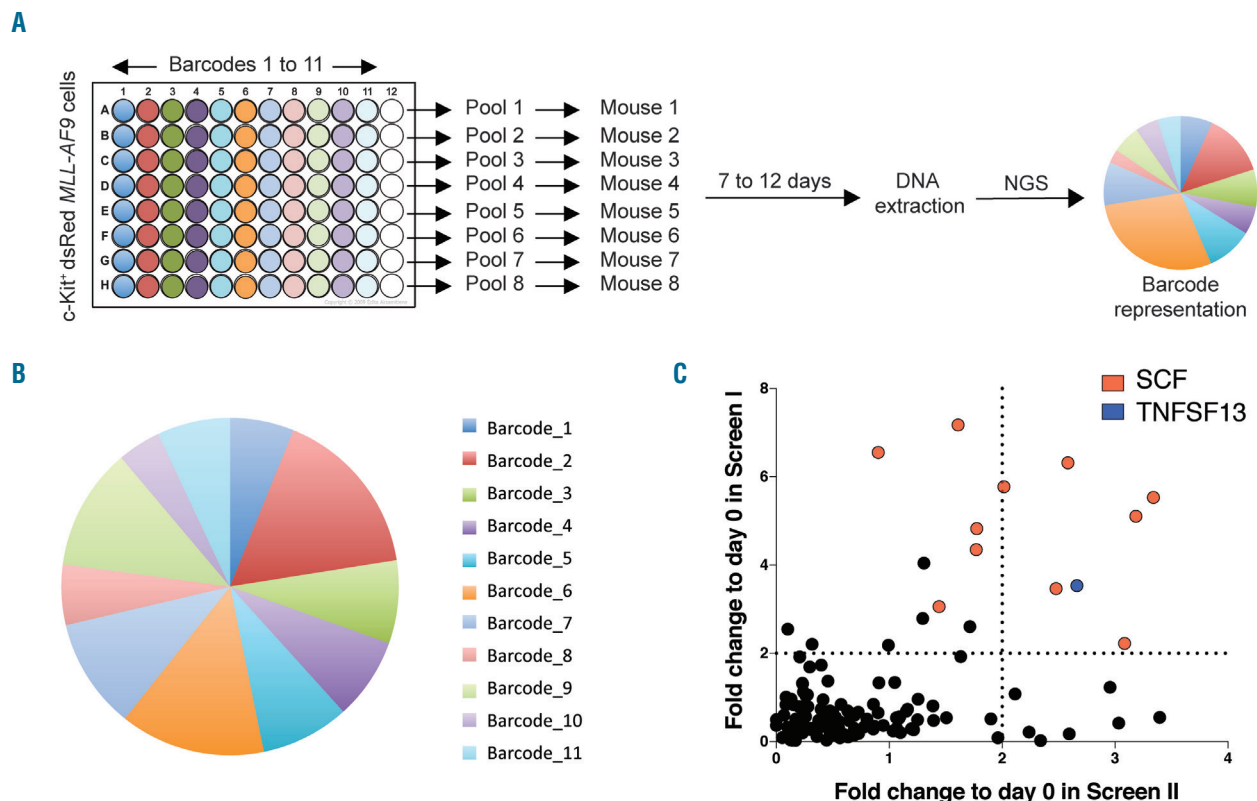 A
Barcodes 1 to 11
c-Kit⁺ dsRed MLL-AF9 cells
1 2 3 4 5 6 7 8 9 10 11 12
A
B
C
D
E
F
G
H
Pool 1
Pool 2
Pool 3
Pool 4
Pool 5
Pool 6
Pool 7
Pool 8
Mouse 1
Mouse 2
Mouse 3
Mouse 4
Mouse 5
Mouse 6
Mouse 7
Mouse 8
7 to 12 days
DNA
extraction
NGS
Barcode
representation
B
Barcode_1
Barcode_2
Barcode_3
Barcode_4
Barcode_5
Barcode_6
Barcode_7
Barcode_8
Barcode_9
Barcode_10
Barcode_11
C
SCF
TNFSF13
Fold change to day 0 in Screen I
8
6
4
2
0
0 1 2 3 4
Fold change to day 0 in Screen II